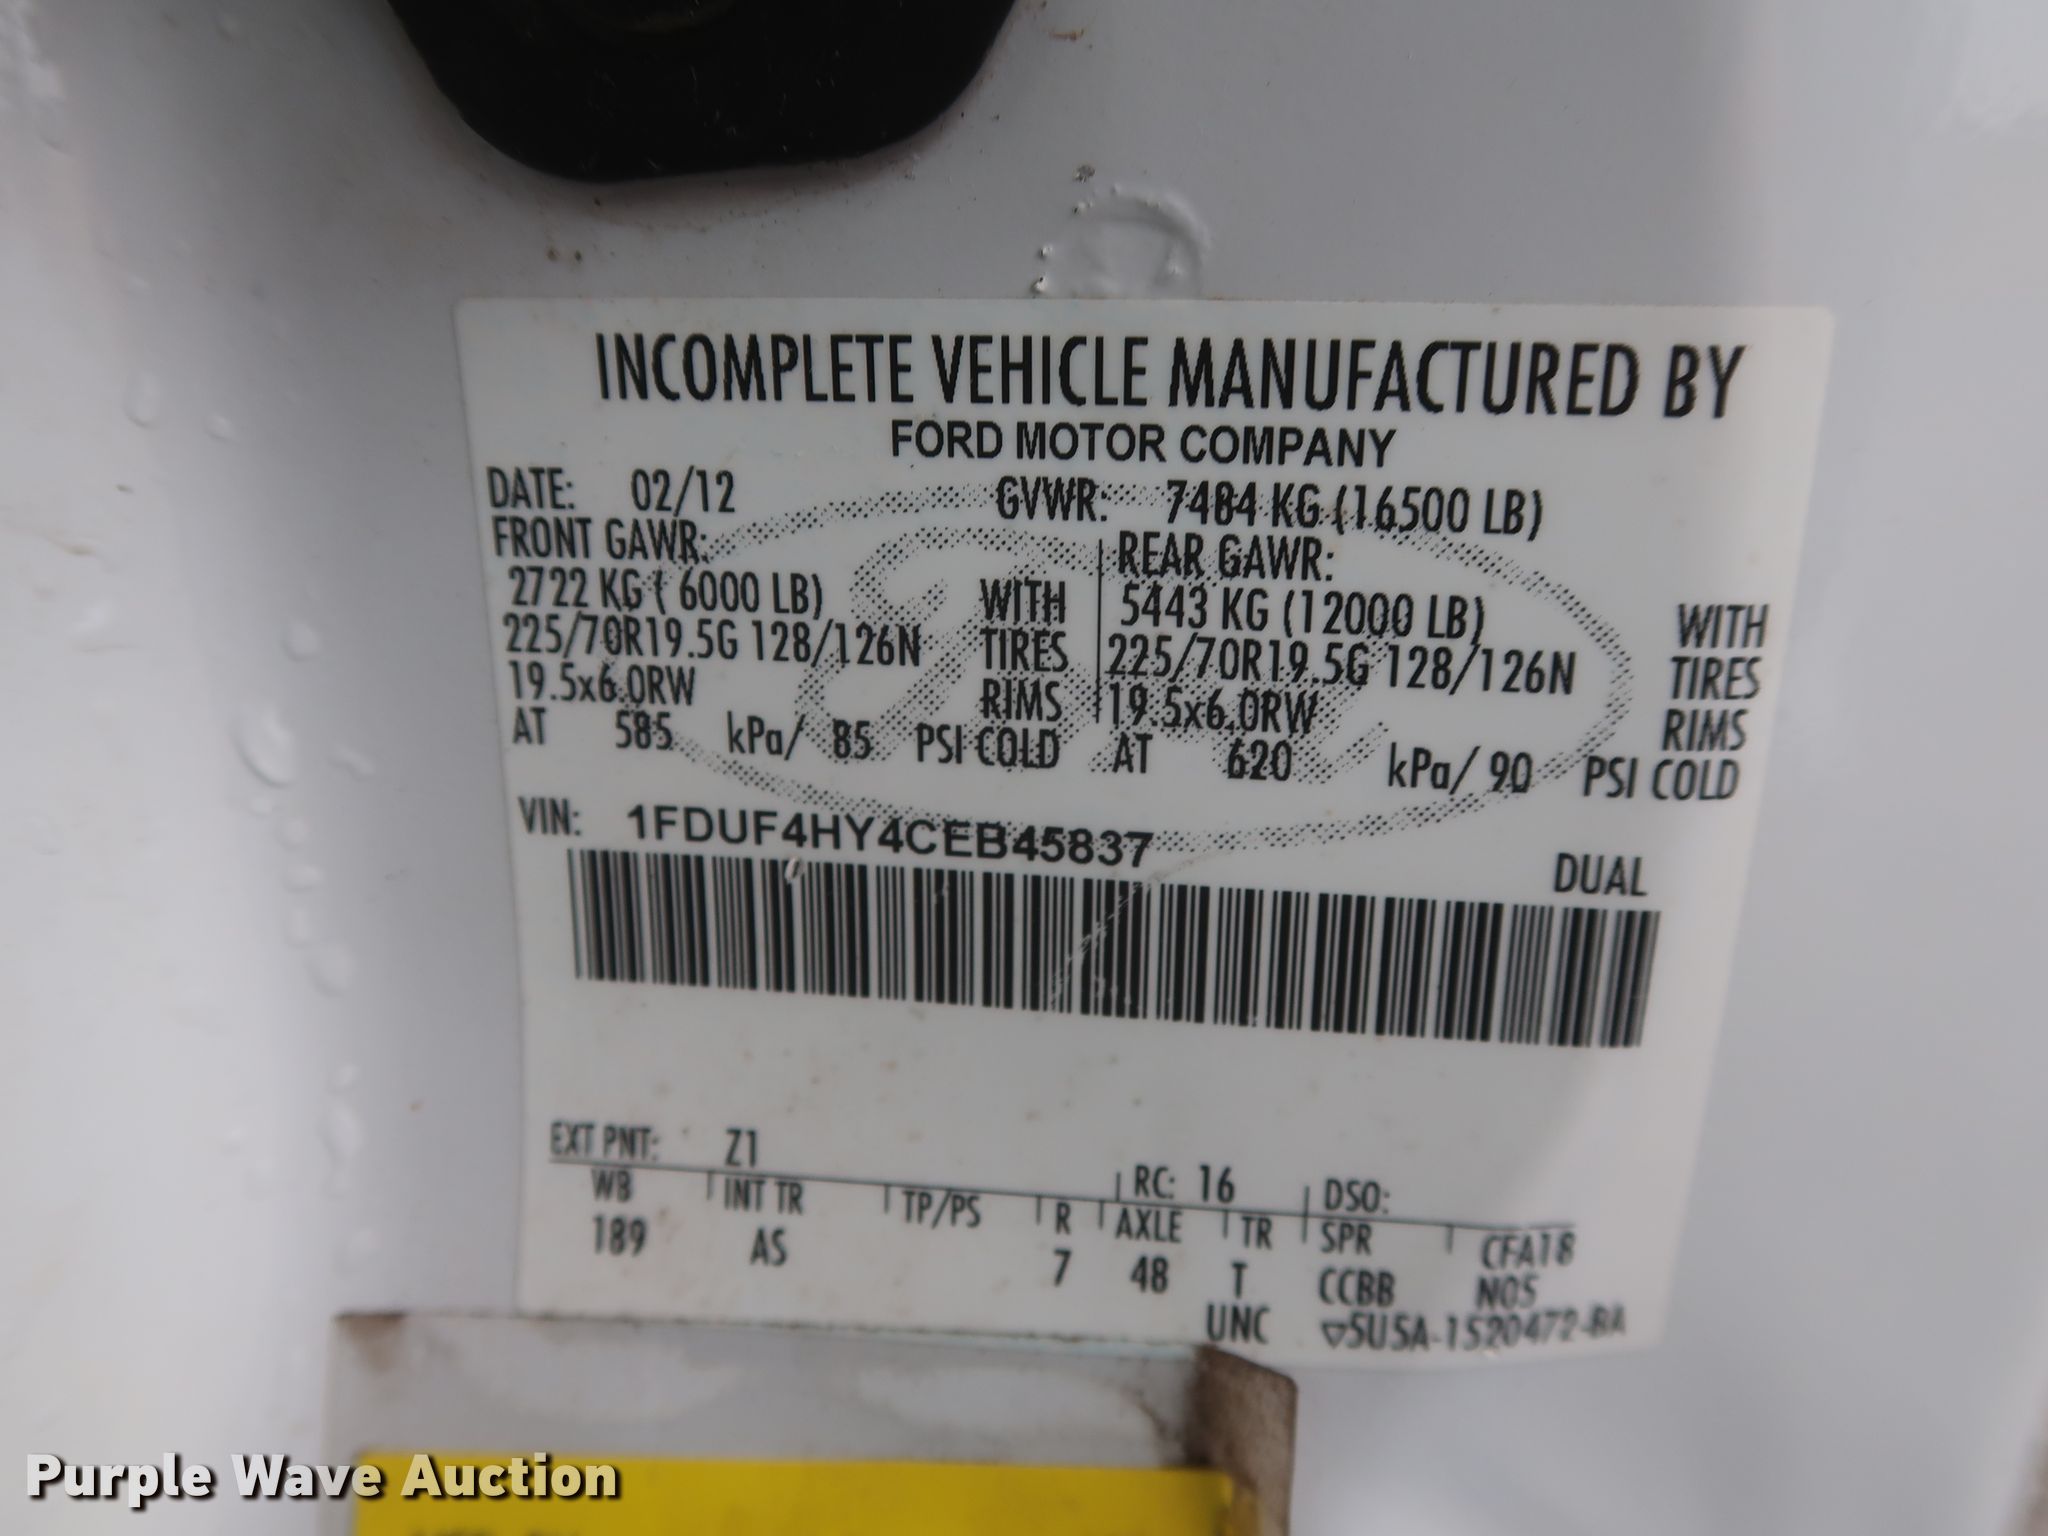 INCOMPLETE VEHICLE MANUFACTURED BY
FORD MOTOR COMPANY
DATE: 02/12 GVWR: 7484 KG (16500 LB)
FRONT GAWR: REAR GAWR:
2722 KG ( 6000 LB) WITH 5443 KG (12000 LB) WITH
225/70R19.5G 128/126N TIRES 225/70R19.5G 128/126N TIRES
19.5x6.0RW RIMS 19.5x6.0RW RIMS
AT 585 kPa/ 85 PSI COLD AT 620 kPa/ 90 PSI COLD
VIN: 1FDUF4HY4CEB45837
DUAL
EXT PNT: Z1 RC: 16 DSO:
WB INT TR TP/PS R AXLE TR SPR CFA18
189 AS 7 48 T CCBB N05
UNC ▽5U5A-1520472-BA
Purple Wave Auction